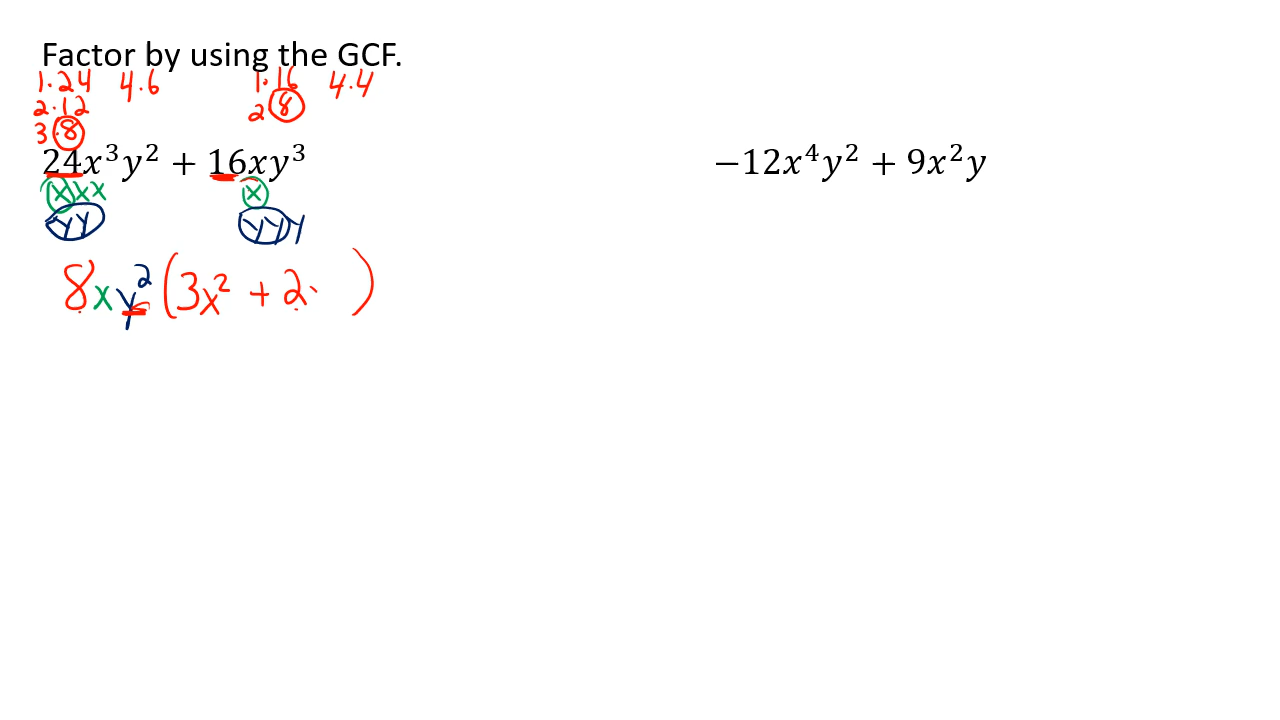 Factor by using the GCF.
1·24 4·6 1·16 4·4
2·12 2 8
3·8
24x³y² + 16xy³ −12x⁴y² + 9x²y
xxx x
yy yyy
8xy²(3x² + 2· )